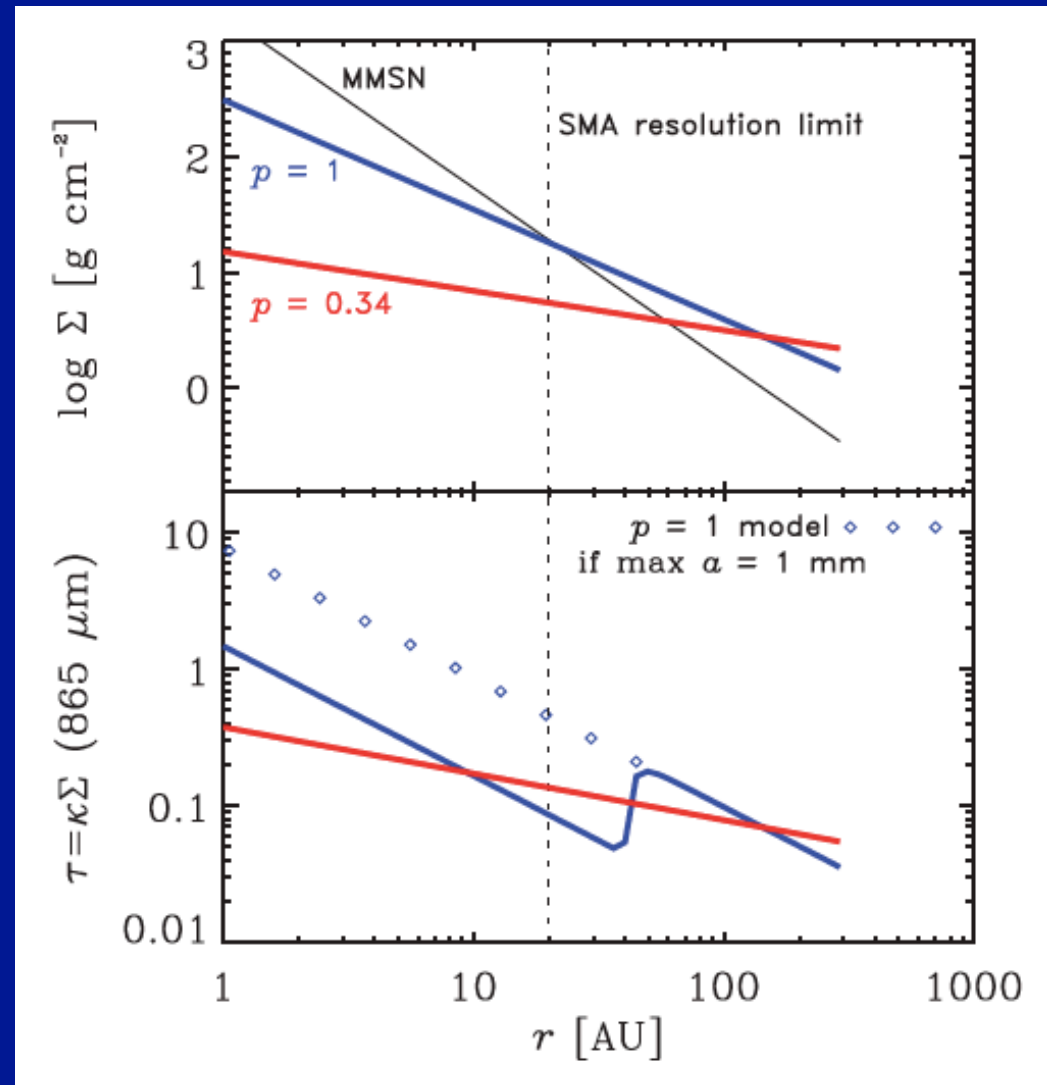 3
2
1
0
log Σ [g cm⁻²]
MMSN
SMA resolution limit
p = 1
p = 0.34
10
1
0.1
0.01
τ=κΣ (865 μm)
p = 1 model
if max a = 1 mm
1 10 100 1000
r [AU]